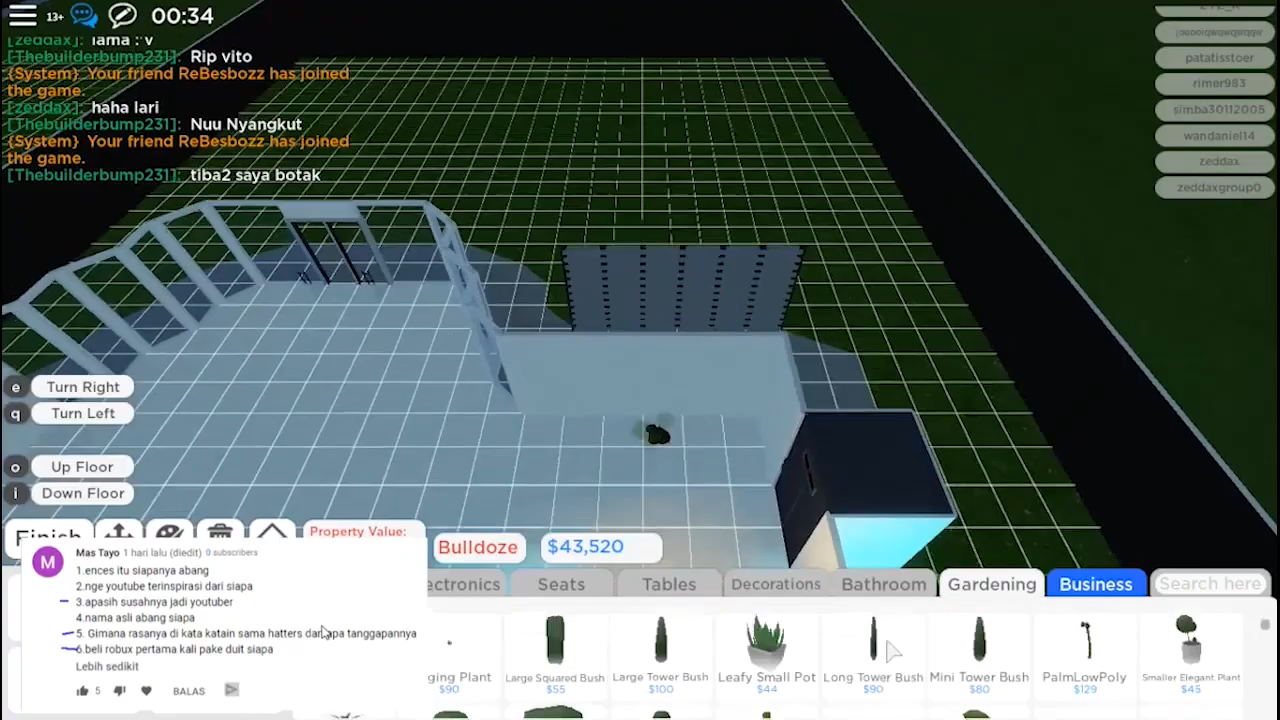 13+
00:34
[zeddax]: lama :v
[Thebuilderbump231]: Rip vito
{System} Your friend ReBesbozz has joined
the game.
[zeddax]: haha lari
[Thebuilderbump231]: Nuu Nyangkut
{System} Your friend ReBesbozz has joined
the game.
[Thebuilderbump231]: tiba2 saya botak
patatisstoer
rimer983
simba30112005
wandaniel14
zeddax
zeddaxgroup0
e Turn Right
q Turn Left
o Up Floor
i Down Floor
Finish
Property Value:
Bulldoze
$43,520
ectronics
Seats
Tables
Decorations
Bathroom
Gardening
Business
Search here
M
Mas Tayo 1 hari lalu (diedit) 0 subscribers
1.ences itu siapanya abang
2.nge youtube terinspirasi dari siapa
3.apasih susahnya jadi youtuber
4.nama asli abang siapa
5. Gimana rasanya di kata katain sama hatters dan apa tanggapannya
6.beli robux pertama kali pake duit siapa
Lebih sedikit
5
BALAS
ging Plant
$90
Large Squared Bush
$55
Large Tower Bush
$100
Leafy Small Pot
$44
Long Tower Bush
$90
Mini Tower Bush
$80
PalmLowPoly
$129
Smaller Elegant Plant
$45